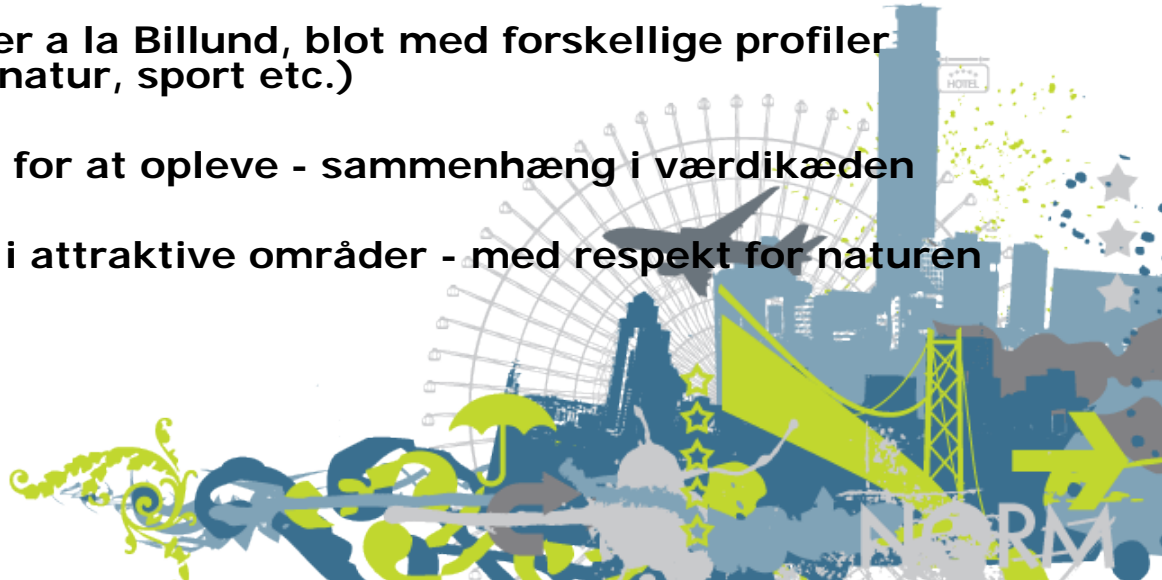 er a la Billund, blot med forskellige profiler
natur, sport etc.)
for at opleve - sammenhæng i værdikæden
i attraktive områder - med respekt for naturen
HOTEL
NORM